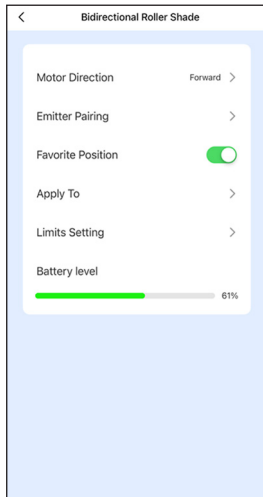 Bidirectional Roller Shade
Motor Direction Forward
Emitter Pairing
Favorite Position
Apply To
Limits Setting
Battery level
61%